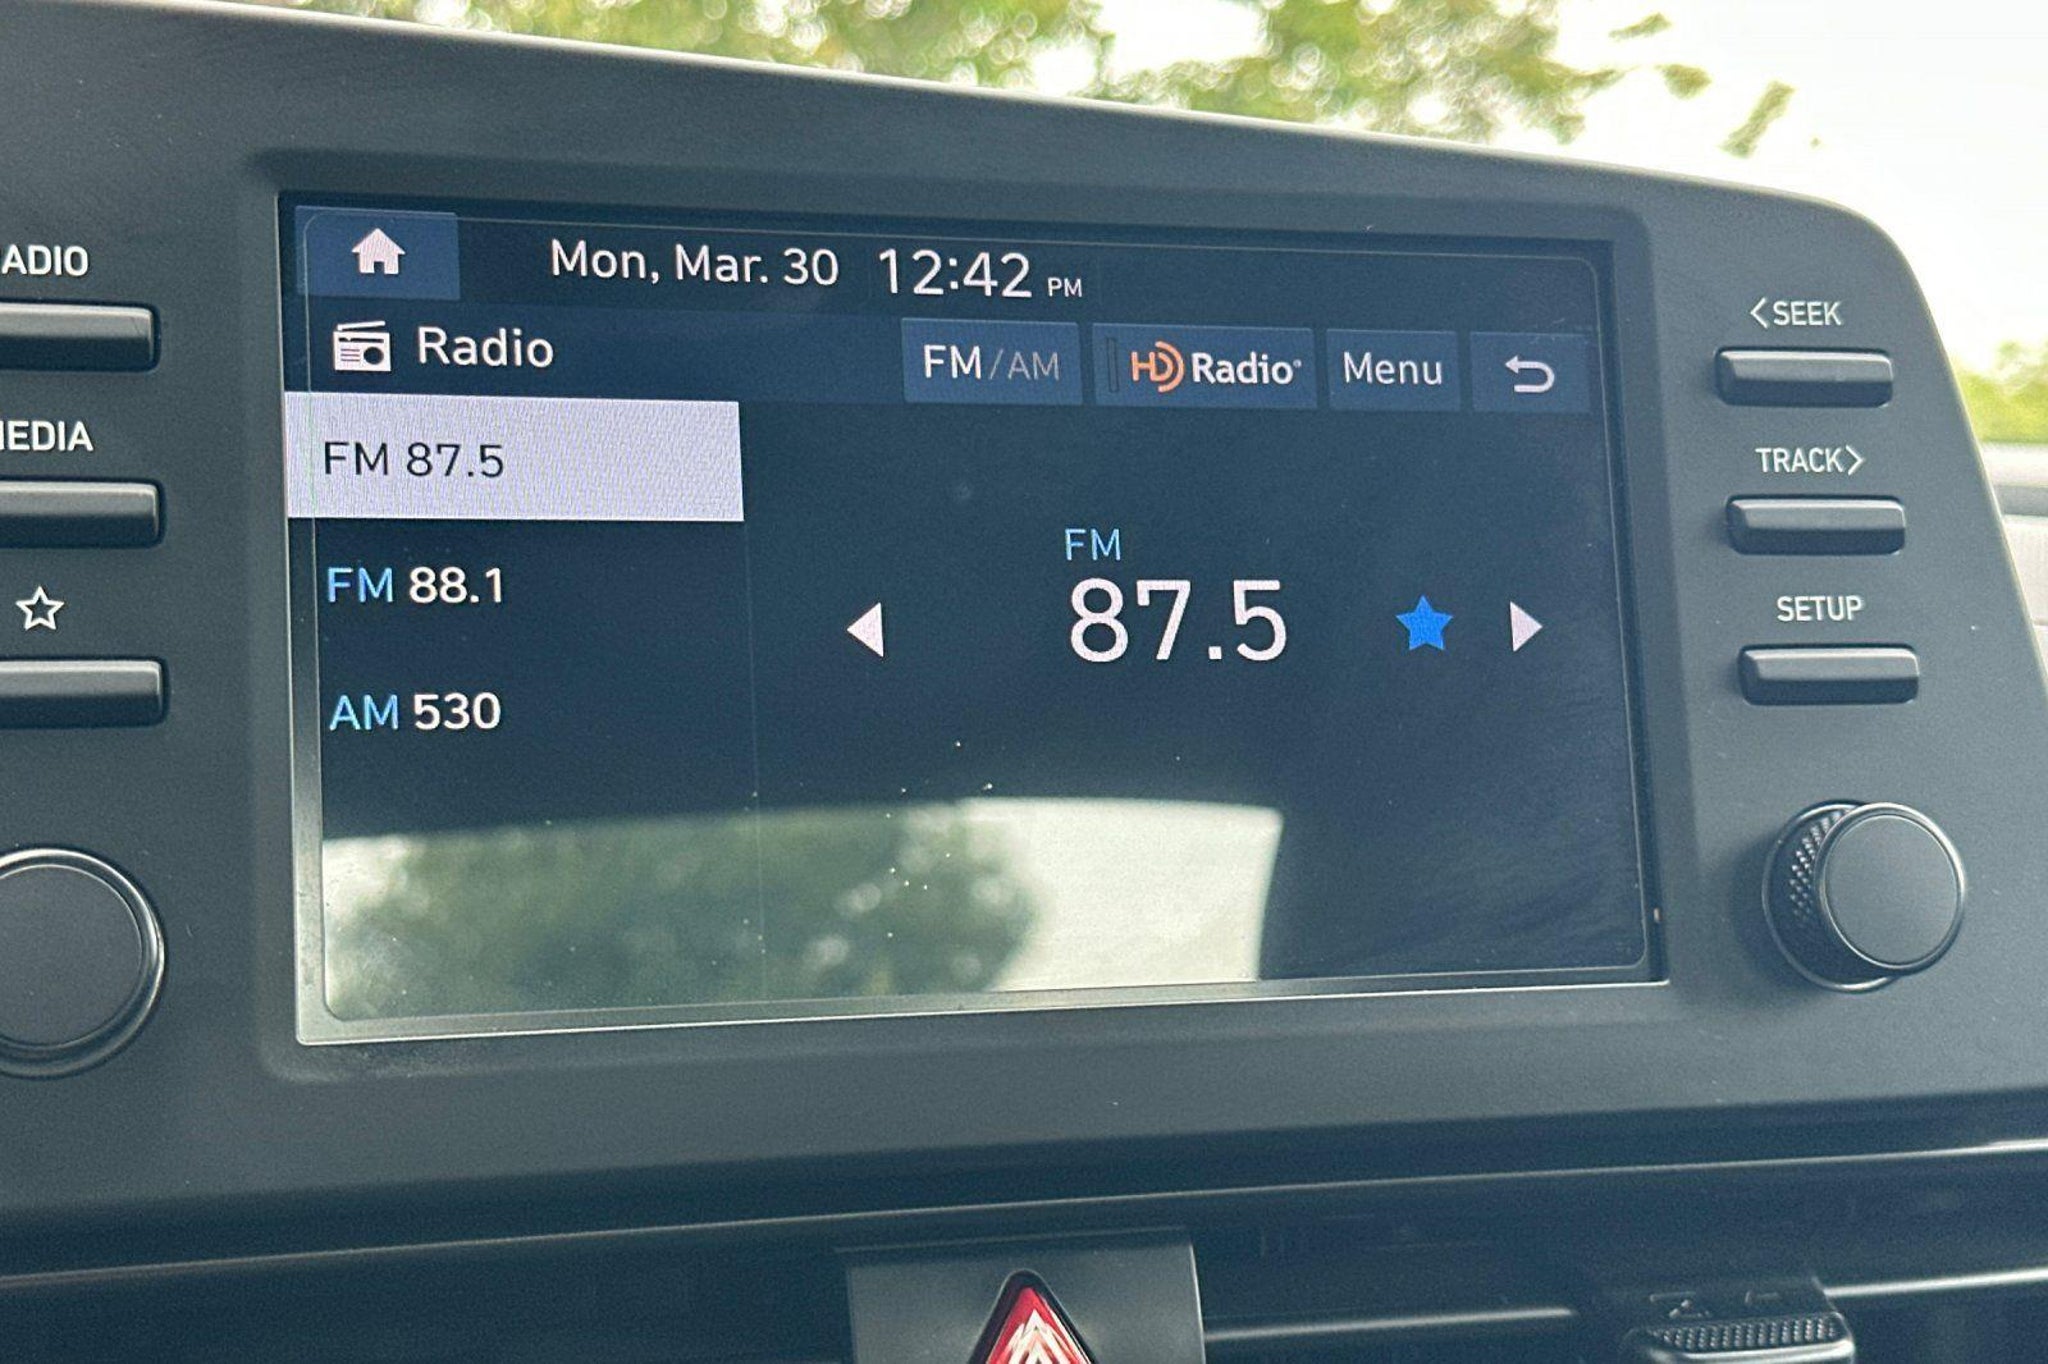 Mon, Mar. 30 12:42 PM
Radio
FM/AM
HD Radio®
Menu
FM 87.5
FM 88.1
AM 530
FM
87.5
ADIO
EDIA
<SEEK
TRACK>
SETUP